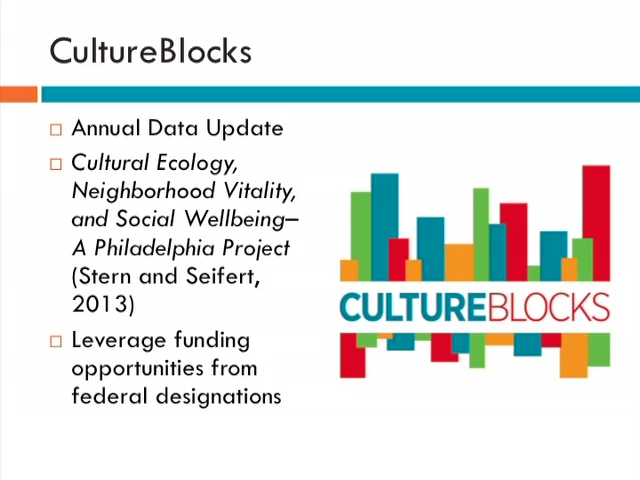 CultureBlocks
Annual Data Update
Cultural Ecology,
Neighborhood Vitality,
and Social Wellbeing–
A Philadelphia Project
(Stern and Seifert,
2013)
Leverage funding
opportunities from
federal designations
CULTUREBLOCKS